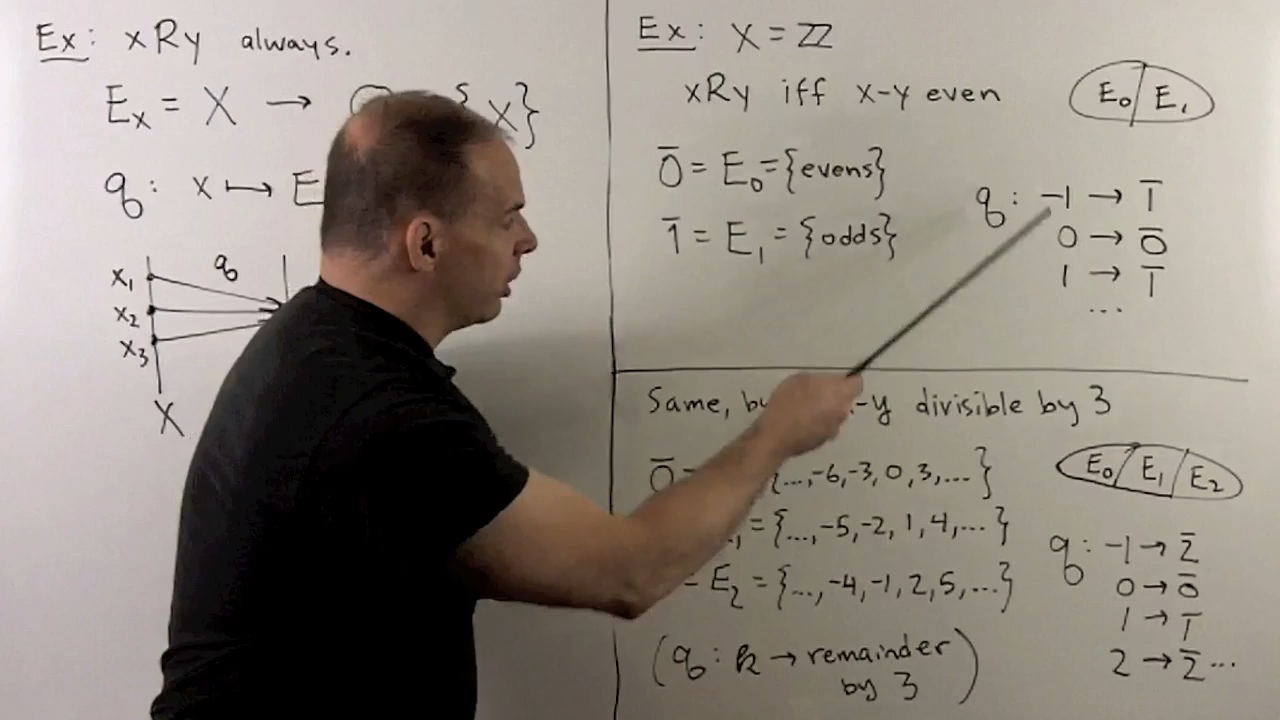 Ex: xRy always.
E_x = X → { X}
q: x ↦ E
q
x₁
x₂
x₃
X
Ex: X = ℤ
xRy iff x-y even
E₀ / E₁
0̅ = E₀ = {evens}
1̅ = E₁ = {odds}
q: -1 → 1̅
0 → 0̅
1 → 1̅
...
Same, -y divisible by 3
E₀ / E₁ | E₂
0̅ = {..., -6, -3, 0, 3, ...}
₁ = {..., -5, -2, 1, 4, ...}
= E₂ = {..., -4, -1, 2, 5, ...}
q: -1 → 2̅
0 → 0̅
1 → 1̅
2 → 2̅ ...
(q: k → remainder
by 3)